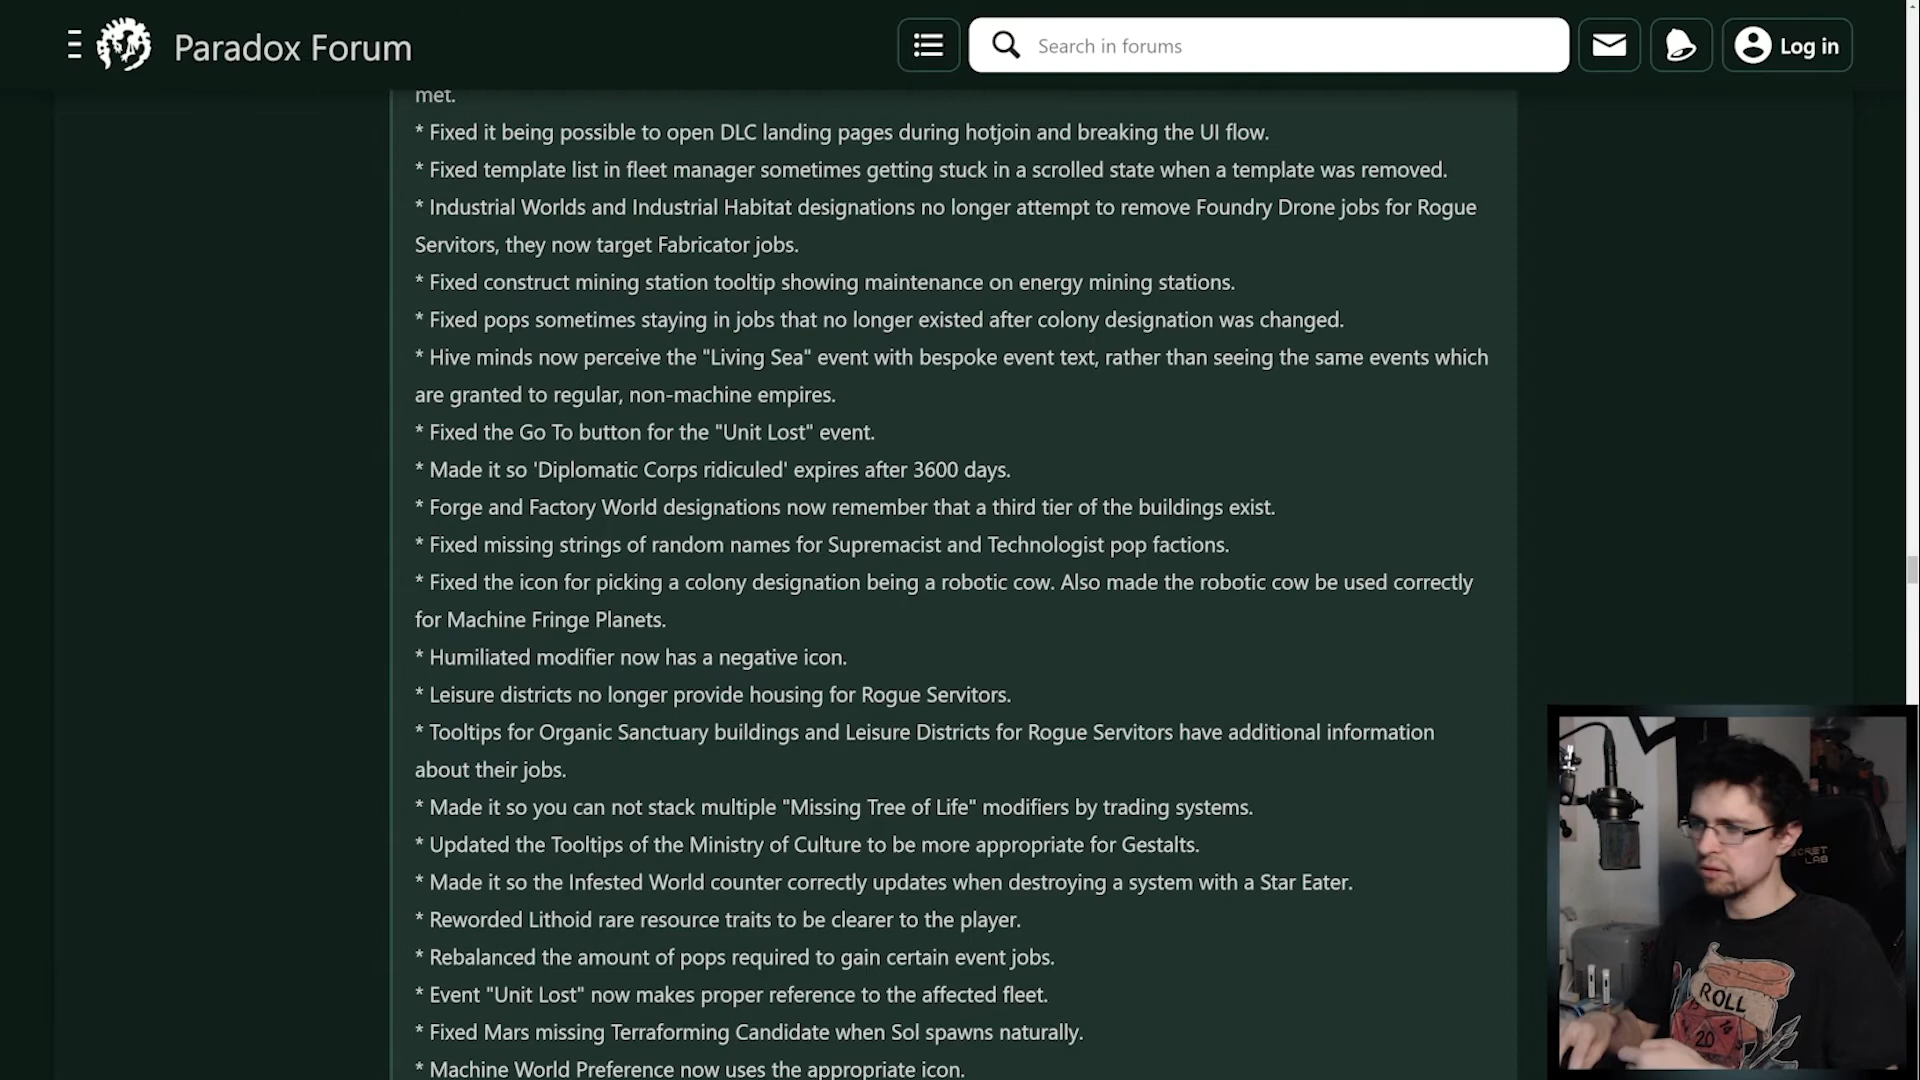 Paradox Forum
Search in forums
Log in
met.
* Fixed it being possible to open DLC landing pages during hotjoin and breaking the UI flow.
* Fixed template list in fleet manager sometimes getting stuck in a scrolled state when a template was removed.
* Industrial Worlds and Industrial Habitat designations no longer attempt to remove Foundry Drone jobs for Rogue
Servitors, they now target Fabricator jobs.
* Fixed construct mining station tooltip showing maintenance on energy mining stations.
* Fixed pops sometimes staying in jobs that no longer existed after colony designation was changed.
* Hive minds now perceive the "Living Sea" event with bespoke event text, rather than seeing the same events which
are granted to regular, non-machine empires.
* Fixed the Go To button for the "Unit Lost" event.
* Made it so 'Diplomatic Corps ridiculed' expires after 3600 days.
* Forge and Factory World designations now remember that a third tier of the buildings exist.
* Fixed missing strings of random names for Supremacist and Technologist pop factions.
* Fixed the icon for picking a colony designation being a robotic cow. Also made the robotic cow be used correctly
for Machine Fringe Planets.
* Humiliated modifier now has a negative icon.
* Leisure districts no longer provide housing for Rogue Servitors.
* Tooltips for Organic Sanctuary buildings and Leisure Districts for Rogue Servitors have additional information
about their jobs.
* Made it so you can not stack multiple "Missing Tree of Life" modifiers by trading systems.
* Updated the Tooltips of the Ministry of Culture to be more appropriate for Gestalts.
* Made it so the Infested World counter correctly updates when destroying a system with a Star Eater.
* Reworded Lithoid rare resource traits to be clearer to the player.
* Rebalanced the amount of pops required to gain certain event jobs.
* Event "Unit Lost" now makes proper reference to the affected fleet.
* Fixed Mars missing Terraforming Candidate when Sol spawns naturally.
* Machine World Preference now uses the appropriate icon.
SECRET
LAB
ROLL
20